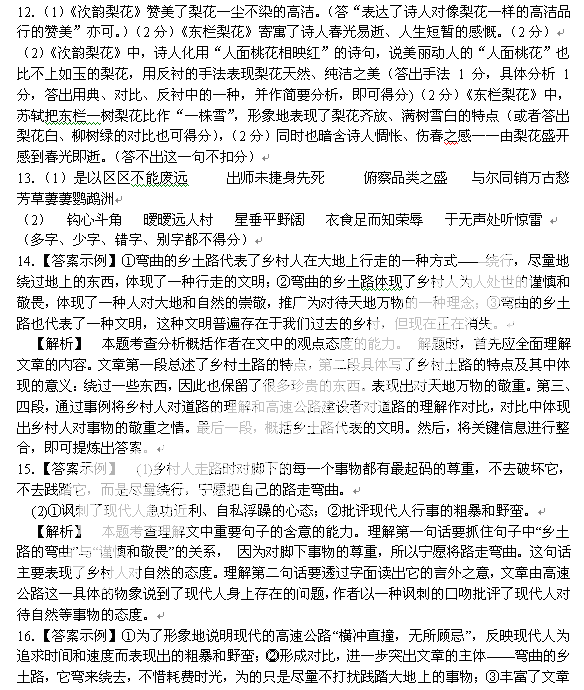 12.（1）《次韵梨花》赞美了梨花一尘不染的高洁。（答“表达了诗人对像梨花一样的高洁品
行的赞美”亦可。）（2 分）《东栏梨花》寄寓了诗人春光易逝、人生短暂的感慨。（2 分）
（2）《次韵梨花》中，诗人化用“人面桃花相映红”的诗句，说美丽动人的“人面桃花”也
比不上如玉的梨花，用反衬的手法表现梨花天然、纯洁之美（答出手法 1 分，具体分析 1
分，答出用典、对比、反衬中的一种，并作简要分析，即可得分)（2 分）《东栏梨花》中，
苏轼把东栏一树梨花比作“一株雪”，形象地表现了梨花齐放、满树雪白的特点（或者答出
梨花白、柳树绿的对比也可得分），（2 分）同时也暗含诗人惆怅、伤春之感一一由梨花盛开
感到春光即逝。（答不出这一句不扣分）
13.（1）是以区区不能废远 出师未捷身先死 俯察品类之盛 与尔同销万古愁
芳草萋萋鹦鹉洲
（2） 钩心斗角 暧暧远人村 星垂平野阔 衣食足而知荣辱 于无声处听惊雷
（多字、少字、错字、别字都不得分）
14.【答案示例】①弯曲的乡土路代表了乡村人在大地上行走的一种方式——绕行，尽量地
绕过地上的东西，体现了一种行走的文明；②弯曲的乡土路体现了乡村人为人处世的谨慎和
敬畏，体现了一种人对大地和自然的崇敬，推广为对待天地万物的一种理念；③弯曲的乡土
路也代表了一种文明，这种文明普遍存在于我们过去的乡村，但现在正在消失。
【解析】 本题考查分析概括作者在文中的观点态度的能力。 解题时，首先应全面理解
文章的内容。文章第一段总述了乡村土路的特点，第二段具体写了乡村土路的特点及其中体
现的意义：绕过一些东西，因此也保留了很多珍贵的东西。表现出对天地万物的敬重。第三、
四段，通过事例将乡村人对道路的理解和高速公路建设者对道路的理解作对比，对比中体现
出乡村人对事物的敬重之情。最后一段，概括乡土路代表的文明。然后，将关键信息进行整
合，即可提炼出答案。
15.【答案示例】 (1)乡村人走路时对脚下的每一个事物都有最起码的尊重，不去破坏它，
不去践踏它，而是尽量绕行，宁愿把自己的路走弯曲。
(2)①讽刺了现代人急功近利、自私浮躁的心态；②批评现代人行事的粗暴和野蛮。
【解析】 本题考查理解文中重要句子的含意的能力。理解第一句话要抓住句子中“乡土
路的弯曲”与“谨慎和敬畏”的关系， 因为对脚下事物的尊重，所以宁愿将路走弯曲。这句话
主要表现了乡村人对自然的态度。理解第二句话要透过字面读出它的言外之意，文章由高速
公路这一具体的物象说到了现代人身上存在的问题，作者以一种讽刺的口吻批评了现代人对
待自然等事物的态度。
16.【答案示例】①为了形象地说明现代的高速公路“横冲直撞，无所顾忌”，反映现代人为
追求时间和速度而表现出的粗暴和野蛮；②形成对比，进一步突出文章的主体——弯曲的乡
土路，它弯来绕去，不惜耗费时光，为的只是尽量不打扰践踏大地上的事物；③丰富了文章